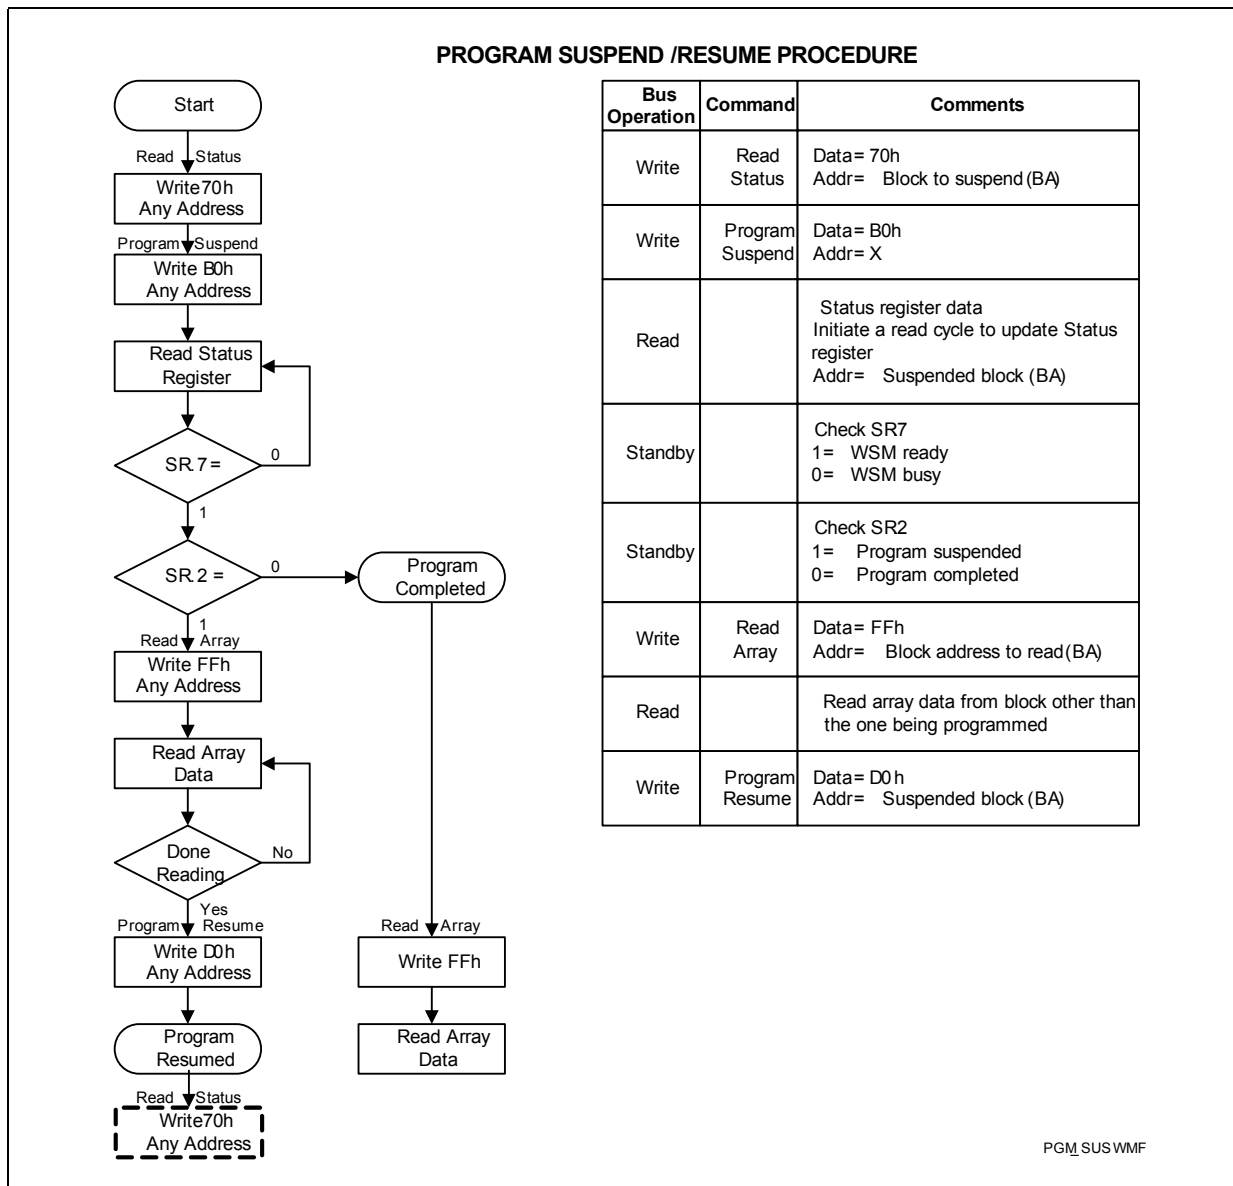 PROGRAM SUSPEND /RESUME PROCEDURE
Start
Read Status
Write70h
Any Address
Program Suspend
Write B0h
Any Address
Read Status
Register
SR.7 =
0
1
SR.2 =
0
1
Program
Completed
Read Array
Write FFh
Any Address
Read Array
Data
Done
Reading
No
Yes
Program Resume
Write D0h
Any Address
Program
Resumed
Read Status
Write70h
Any Address
Read Array
Write FFh
Read Array
Data
Bus
Operation
Command
Comments
Write
Read
Status
Data= 70h
Addr= Block to suspend (BA)
Write
Program
Suspend
Data= B0h
Addr= X
Read
Status register data
Initiate a read cycle to update Status
register
Addr= Suspended block (BA)
Standby
Check SR7
1= WSM ready
0= WSM busy
Standby
Check SR2
1= Program suspended
0= Program completed
Write
Read
Array
Data= FFh
Addr= Block address to read (BA)
Read
Read array data from block other than
the one being programmed
Write
Program
Resume
Data= D0h
Addr= Suspended block (BA)
PGM_SUS WMF